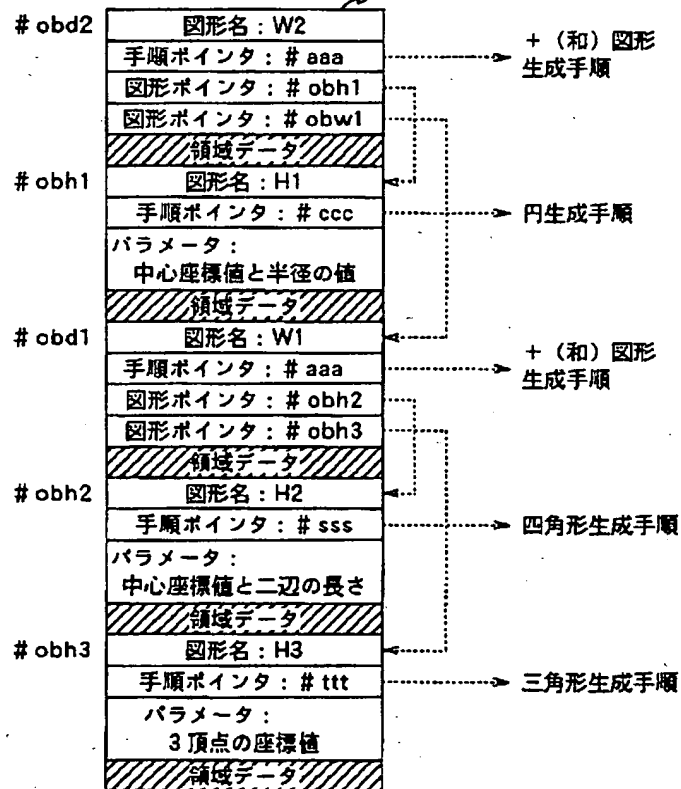 #obd2
図形名：W2
手順ポインタ：#aaa
＋（和）図形
生成手順
図形ポインタ：#obh1
図形ポインタ：#obw1
領域データ
#obh1
図形名：H1
手順ポインタ：#ccc
円生成手順
パラメータ：
中心座標値と半径の値
領域データ
#obd1
図形名：W1
手順ポインタ：#aaa
＋（和）図形
生成手順
図形ポインタ：#obh2
図形ポインタ：#obh3
領域データ
#obh2
図形名：H2
手順ポインタ：#sss
四角形生成手順
パラメータ：
中心座標値と二辺の長さ
領域データ
#obh3
図形名：H3
手順ポインタ：#ttt
三角形生成手順
パラメータ：
3頂点の座標値
領域データ